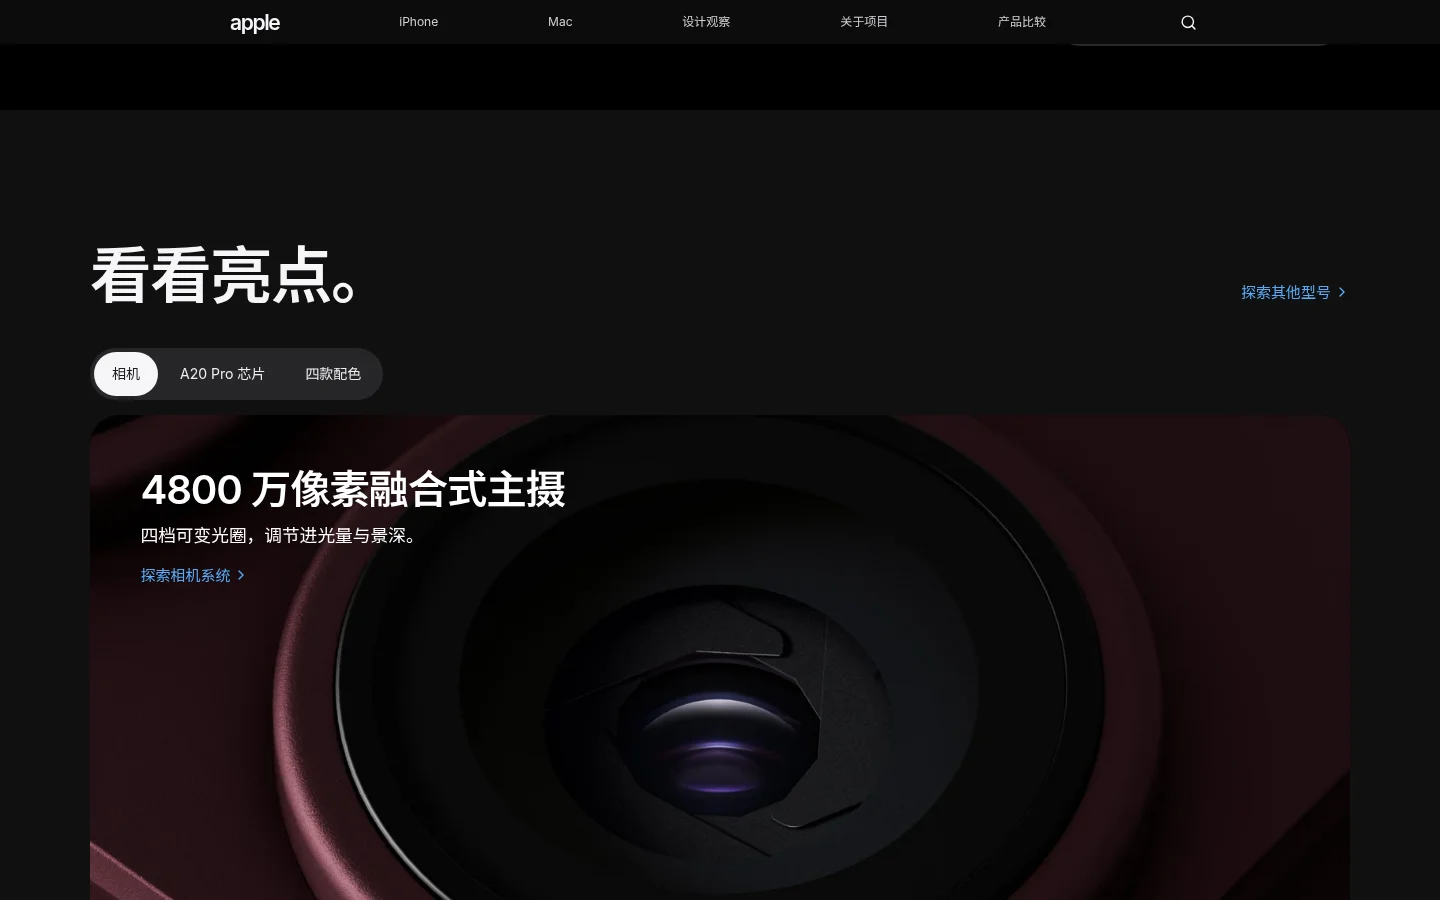 apple
iPhone
Mac
设计观察
关于项目
产品比较
看看亮点。
探索其他型号
相机
A20 Pro 芯片
四款配色
4800 万像素融合式主摄
四档可变光圈，调节进光量与景深。
探索相机系统